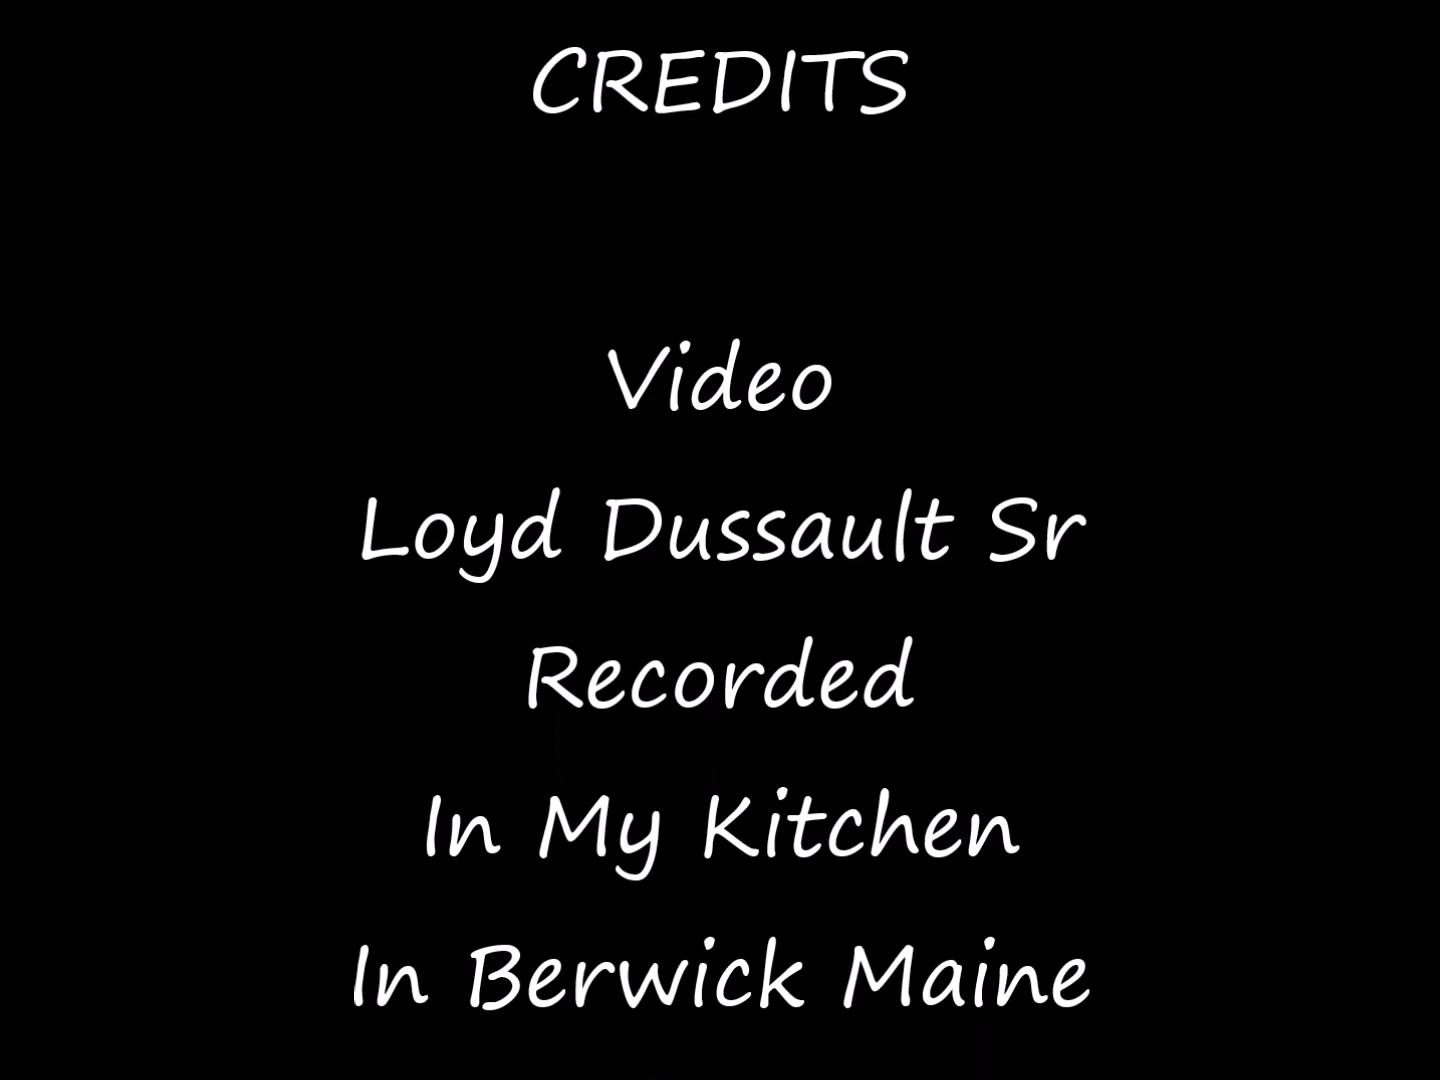 CREDITS
Video
Loyd Dussault Sr
Recorded
In My Kitchen
In Berwick Maine